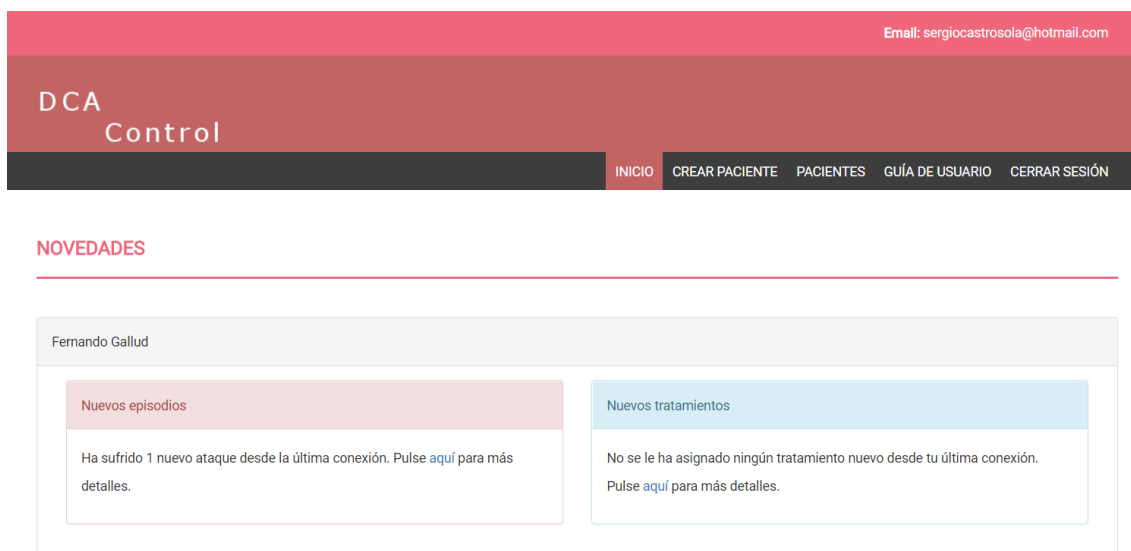 Email: sergiocastrosola@hotmail.com
DCA
Control
INICIO CREAR PACIENTE PACIENTES GUÍA DE USUARIO CERRAR SESIÓN
NOVEDADES
Fernando Gallud
Nuevos episodios
Ha sufrido 1 nuevo ataque desde la última conexión. Pulse aquí para más
detalles.
Nuevos tratamientos
No se le ha asignado ningún tratamiento nuevo desde tu última conexión.
Pulse aquí para más detalles.